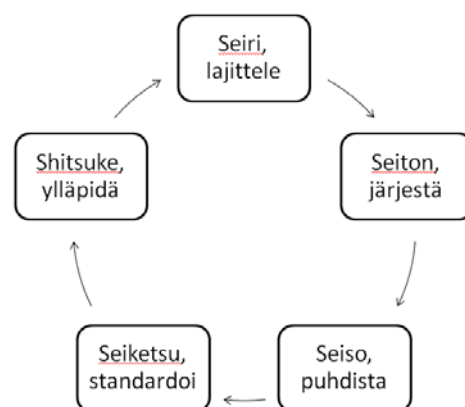 Seiri,
lajittele
Seiton,
järjestä
Seiso,
puhdista
Seiketsu,
standardoi
Shitsuke,
ylläpidä